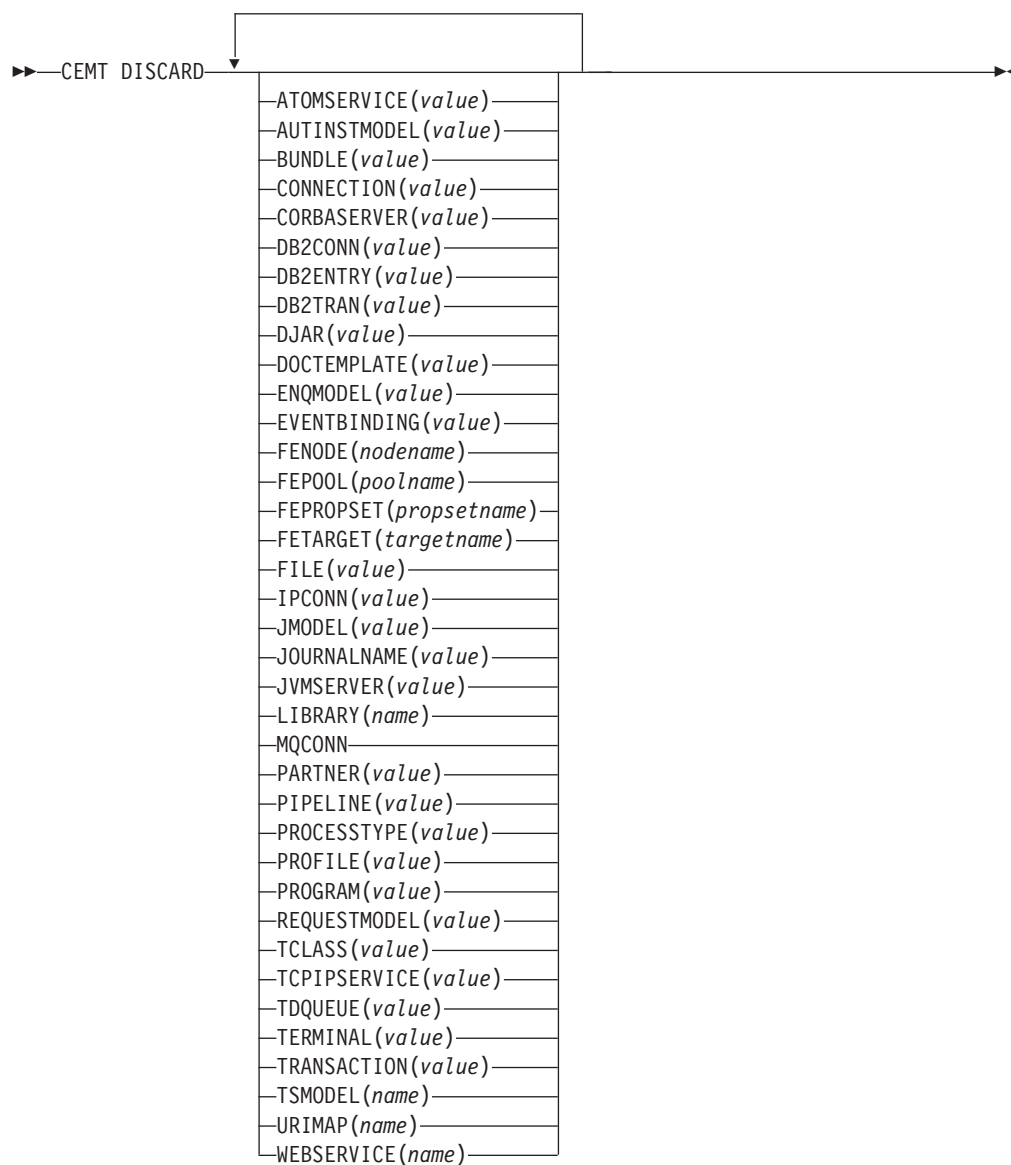 CEMT DISCARD
ATOMSERVICE(value)
AUTINSTMODEL(value)
BUNDLE(value)
CONNECTION(value)
CORBASERVER(value)
DB2CONN(value)
DB2ENTRY(value)
DB2TRAN(value)
DJAR(value)
DOCTEMPLATE(value)
ENQMODEL(value)
EVENTBINDING(value)
FENODE(nodename)
FEPOOL(poolname)
FEPROPSET(propsetname)
FETARGET(targetname)
FILE(value)
IPCONN(value)
JMODEL(value)
JOURNALNAME(value)
JVMSERVER(value)
LIBRARY(name)
MQCONN
PARTNER(value)
PIPELINE(value)
PROCESSTYPE(value)
PROFILE(value)
PROGRAM(value)
REQUESTMODEL(value)
TCLASS(value)
TCPIPSERVICE(value)
TDQUEUE(value)
TERMINAL(value)
TRANSACTION(value)
TSMODEL(name)
URIMAP(name)
WEBSERVICE(name)